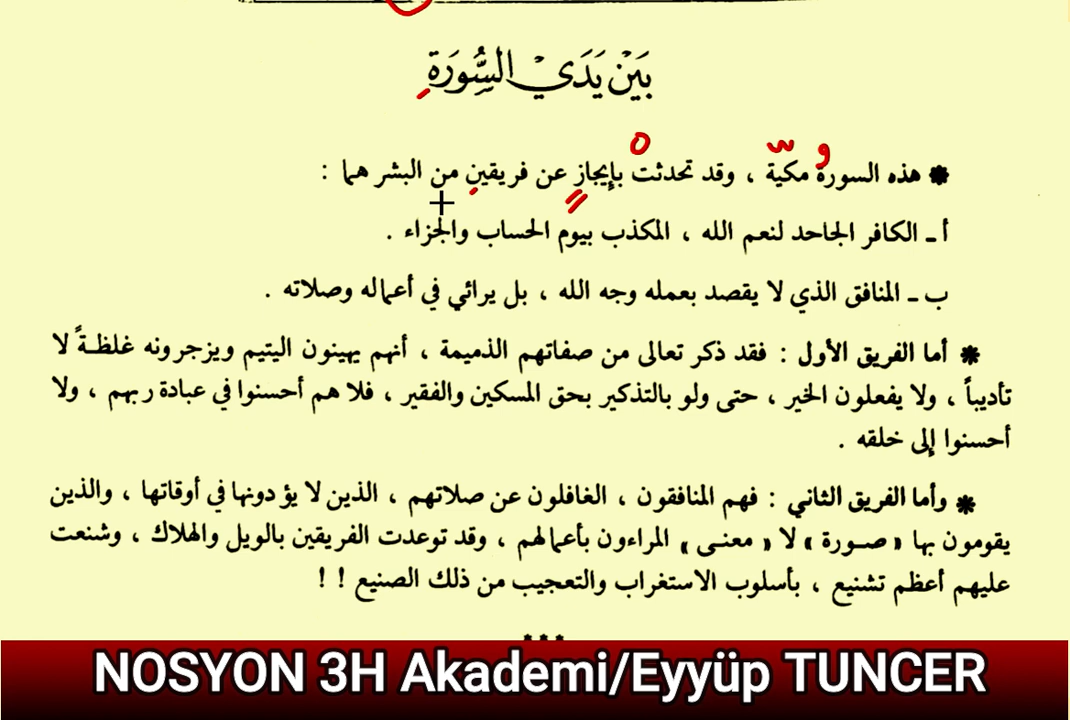 بَيْن يَدَي السُّورَةِ
* هذه السورةُ مكيّة ، وقد تحدثتْ بإيجازٍ عن فريقينِ من البشر هما :
أ ـ الكافر الجاحد لنعم الله ، المكذب بيوم الحساب والجزاء .
ب ـ المنافق الذي لا يقصد بعمله وجه الله ، بل يرائي في أعماله وصلاته .
* أما الفريق الأول : فقد ذكر تعالى من صفاتهم الذميمة ، أنهم يهينون اليتيم ويزجرونه غلظةً لا
تأديباً ، ولا يفعلون الخير ، حتى ولو بالتذكير بحق المسكين والفقير ، فلا هم أحسنوا في عبادة ربهم ، ولا
أحسنوا إلى خلقه .
* وأما الفريق الثاني : فهم المنافقون ، الغافلون عن صلاتهم ، الذين لا يؤدونها في أوقاتها ، والذين
يقومون بها « صورة » لا « معنى » المراءون بأعمالهم ، وقد توعدت الفريقين بالويل والهلاك ، وشنعت
عليهم أعظم تشنيع ، بأسلوب الاستغراب والتعجيب من ذلك الصنيع ! !
***
NOSYON 3H Akademi/Eyyüp TUNCER